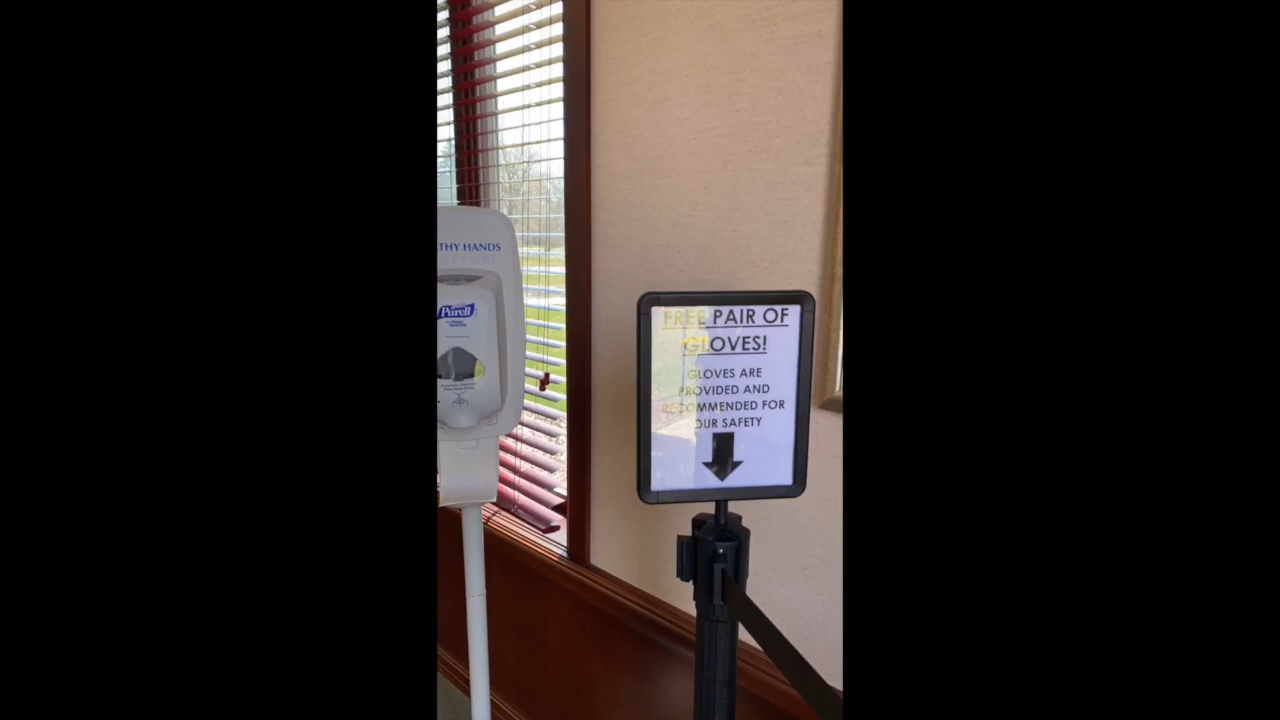 THY HANDS
Purell
FREE PAIR OF
GLOVES!
GLOVES ARE
PROVIDED AND
RECOMMENDED FOR
OUR SAFETY